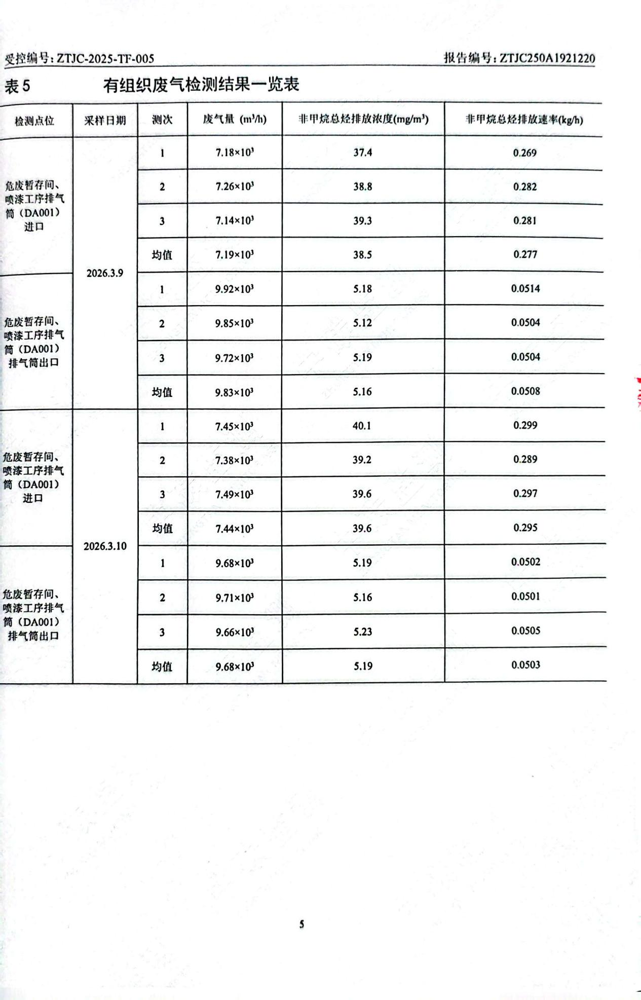 受控编号：ZTJC-2025-TF-005 报告编号：ZTJC250A1921220
表 5 有组织废气检测结果一览表
检测点位 采样日期 测次 废气量 (m³/h) 非甲烷总烃排放浓度(mg/m³) 非甲烷总烃排放速率(kg/h)
危废暂存间、
喷漆工序排气
筒（DA001）
进口
2026.3.9
1 7.18×10³ 37.4 0.269
2 7.26×10³ 38.8 0.282
3 7.14×10³ 39.3 0.281
均值 7.19×10³ 38.5 0.277
危废暂存间、
喷漆工序排气
筒（DA001）
排气筒出口
1 9.92×10³ 5.18 0.0514
2 9.85×10³ 5.12 0.0504
3 9.72×10³ 5.19 0.0504
均值 9.83×10³ 5.16 0.0508
危废暂存间、
喷漆工序排气
筒（DA001）
进口
2026.3.10
1 7.45×10³ 40.1 0.299
2 7.38×10³ 39.2 0.289
3 7.49×10³ 39.6 0.297
均值 7.44×10³ 39.6 0.295
危废暂存间、
喷漆工序排气
筒（DA001）
排气筒出口
1 9.68×10³ 5.19 0.0502
2 9.71×10³ 5.16 0.0501
3 9.66×10³ 5.23 0.0505
均值 9.68×10³ 5.19 0.0503
5